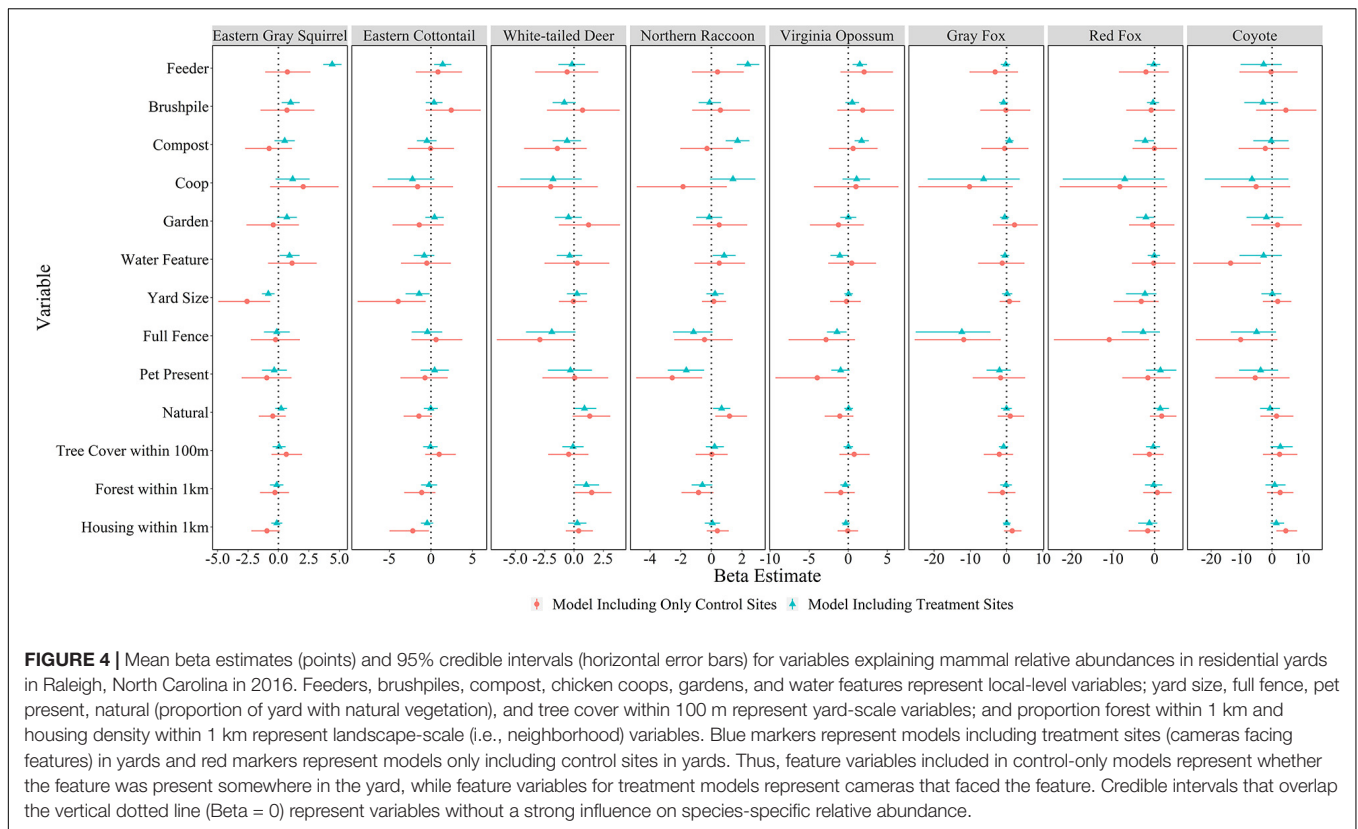 Eastern Gray Squirrel Eastern Cottontail White-tailed Deer Northern Raccoon Virginia Opossum Gray Fox Red Fox Coyote
Feeder
Brushpile
Compost
Coop
Garden
Water Feature
Yard Size
Full Fence
Pet Present
Natural
Tree Cover within 100m
Forest within 1km
Housing within 1km
Variable
-5.0 -2.5 0.0 2.5 5.0 -5 0 5 -5.0 -2.5 0.0 2.5 -4 -2 0 2 -10 -5 0 5 -20 -10 0 10 -20 -10 0 -20 -10 0 10
Beta Estimate
Model Including Only Control Sites Model Including Treatment Sites
FIGURE 4 | Mean beta estimates (points) and 95% credible intervals (horizontal error bars) for variables explaining mammal relative abundances in residential yards
in Raleigh, North Carolina in 2016. Feeders, brushpiles, compost, chicken coops, gardens, and water features represent local-level variables; yard size, full fence, pet
present, natural (proportion of yard with natural vegetation), and tree cover within 100 m represent yard-scale variables; and proportion forest within 1 km and
housing density within 1 km represent landscape-scale (i.e., neighborhood) variables. Blue markers represent models including treatment sites (cameras facing
features) in yards and red markers represent models only including control sites in yards. Thus, feature variables included in control-only models represent whether
the feature was present somewhere in the yard, while feature variables for treatment models represent cameras that faced the feature. Credible intervals that overlap
the vertical dotted line (Beta = 0) represent variables without a strong influence on species-specific relative abundance.